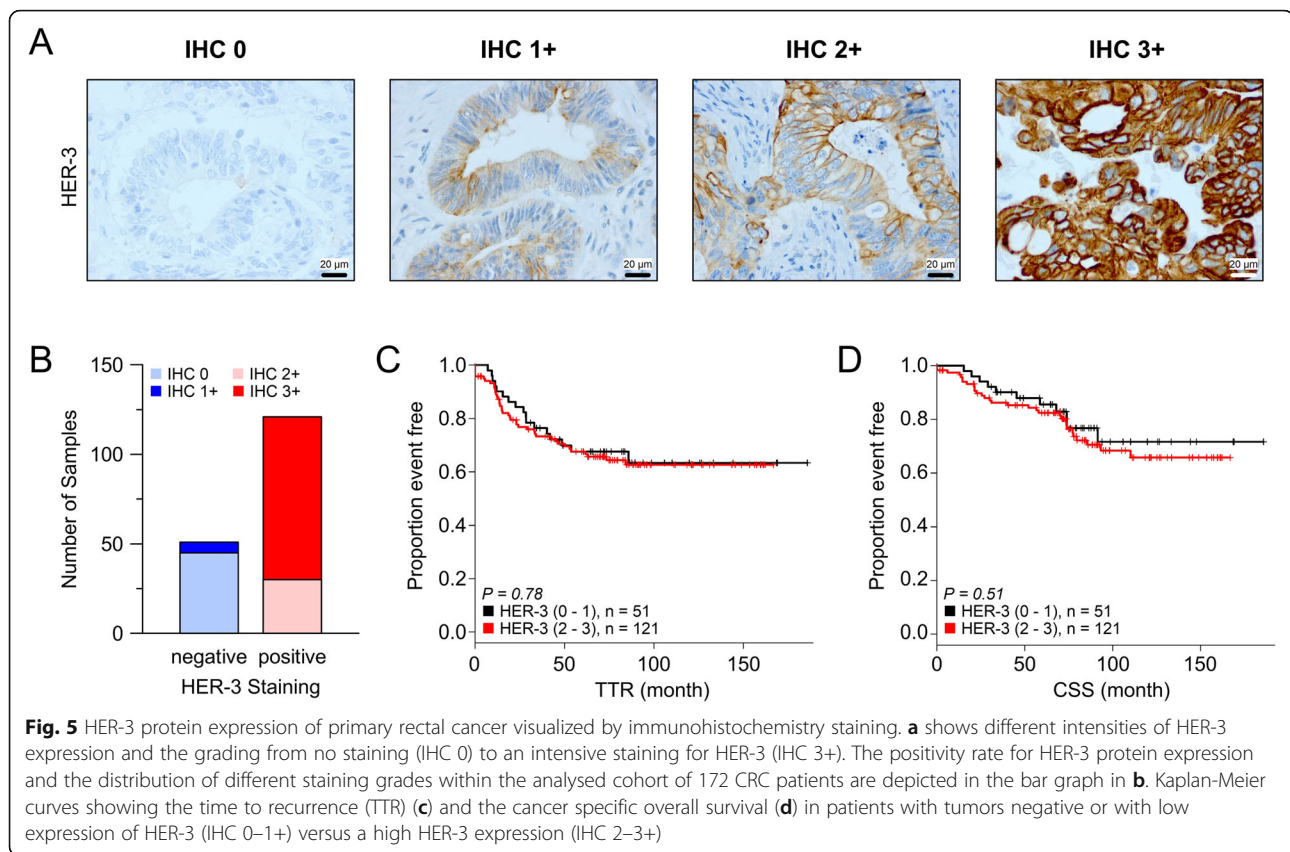 A
IHC 0
IHC 1+
IHC 2+
IHC 3+
HER-3
20 µm
20 µm
20 µm
20 µm
B
150
100
50
0
Number of Samples
IHC 0
IHC 2+
IHC 1+
IHC 3+
negative
positive
HER-3 Staining
C
1.0
0.8
0.6
0.4
0.2
0.0
Proportion event free
P = 0.78
HER-3 (0 - 1), n = 51
HER-3 (2 - 3), n = 121
0
50
100
150
TTR (month)
D
1.0
0.8
0.6
0.4
0.2
0.0
Proportion event free
P = 0.51
HER-3 (0 - 1), n = 51
HER-3 (2 - 3), n = 121
0
50
100
150
CSS (month)
Fig. 5 HER-3 protein expression of primary rectal cancer visualized by immunohistochemistry staining. a shows different intensities of HER-3
expression and the grading from no staining (IHC 0) to an intensive staining for HER-3 (IHC 3+). The positivity rate for HER-3 protein expression
and the distribution of different staining grades within the analysed cohort of 172 CRC patients are depicted in the bar graph in b. Kaplan-Meier
curves showing the time to recurrence (TTR) (c) and the cancer specific overall survival (d) in patients with tumors negative or with low
expression of HER-3 (IHC 0–1+) versus a high HER-3 expression (IHC 2–3+)